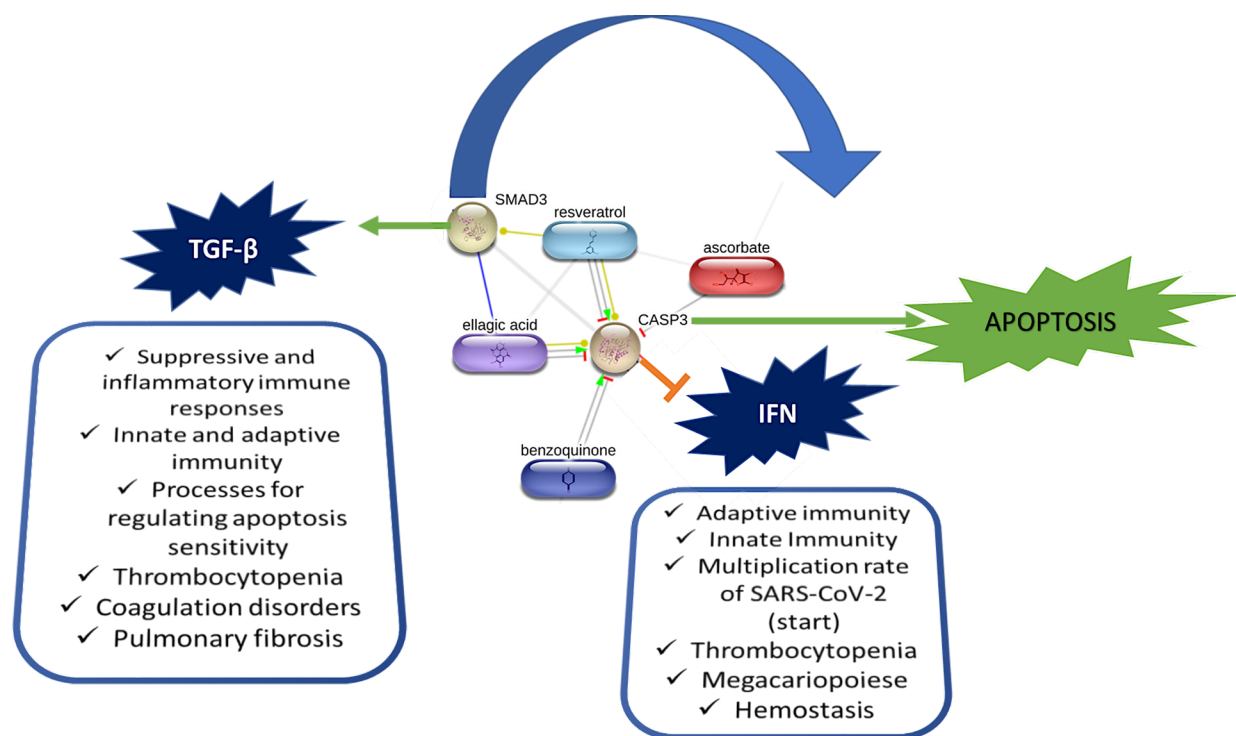 SMAD3
resveratrol
ascorbate
TGF-β
ellagic acid
CASP3
APOPTOSIS
IFN
benzoquinone
✓ Suppressive and
inflammatory immune
responses
✓ Innate and adaptive
immunity
✓ Processes for
regulating apoptosis
sensitivity
✓ Thrombocytopenia
✓ Coagulation disorders
✓ Pulmonary fibrosis
✓ Adaptive immunity
✓ Innate Immunity
✓ Multiplication rate
of SARS-CoV-2
(start)
✓ Thrombocytopenia
✓ Megacariopoiese
✓ Hemostasis